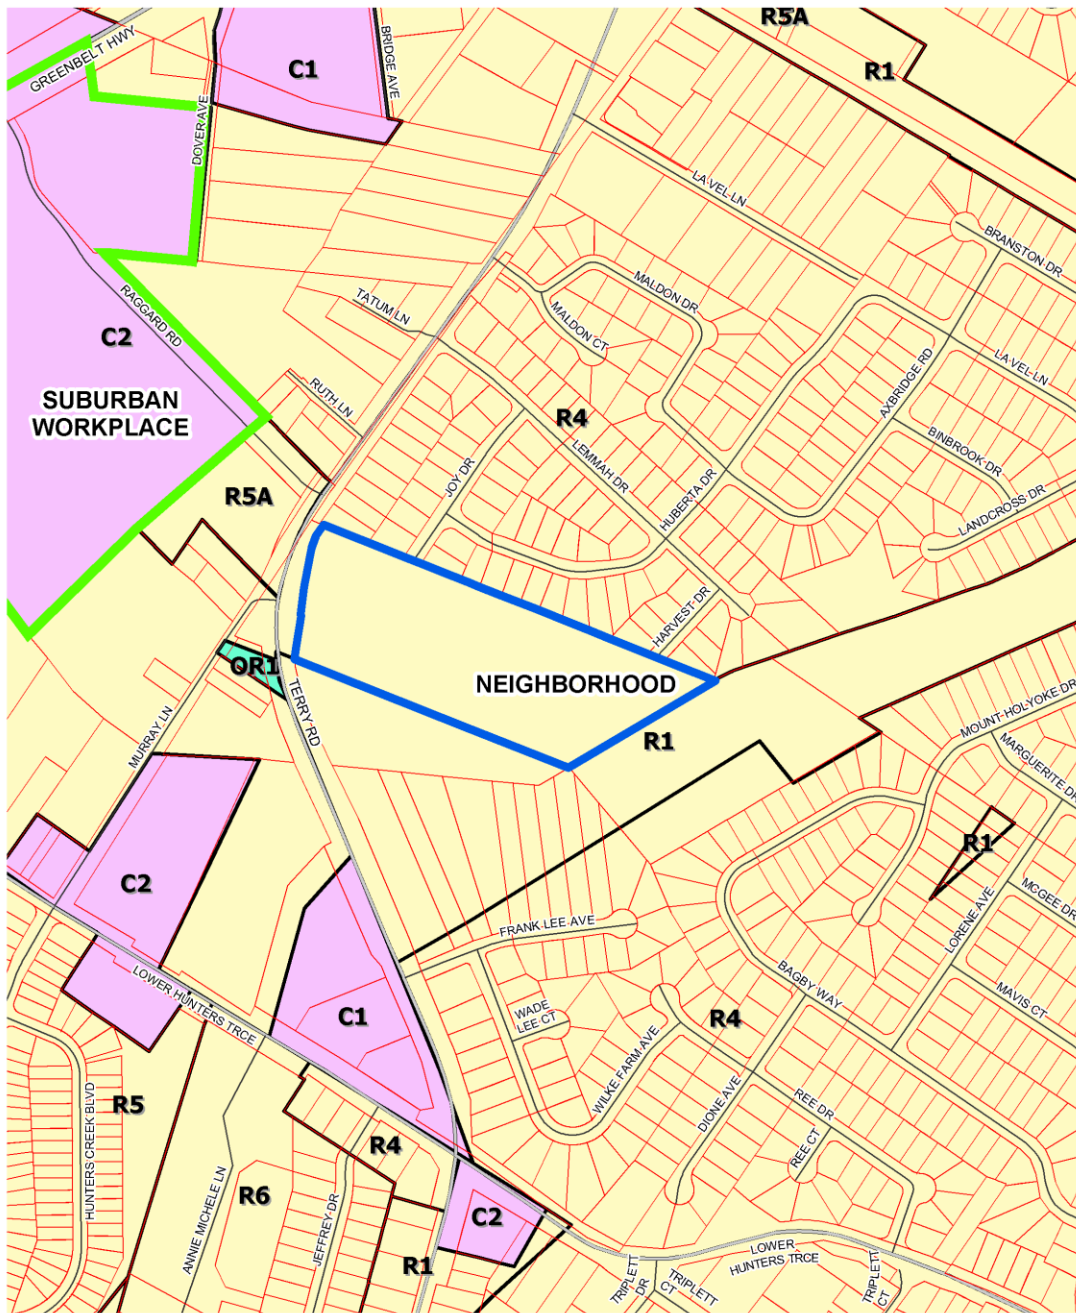 R5A
GREENBELT HWY
BRIDGE AVE
C1
R1
DOVER AVE
LA VEL LN
BRANSTON DR
RAGGARD RD
TATUM LN
MALDON DR
MALDON CT
C2
LA VEL LN
AXBRIDGE RD
SUBURBAN
WORKPLACE
RUTH LN
R4
BINBROOK DR
JOY DR
LEMMAH DR
HUBERTA DR
LANDCROSS DR
R5A
HARVEST DR
OR1
NEIGHBORHOOD
TERRY RD
MURRAY LN
R1
MOUNT HOLYOKE DR
MARGUERITE DR
R1
C2
MCGEE DR
LORENE AVE
FRANK LEE AVE
BAGBY WAY
MAVIS CT
LOWER HUNTERS TRCE
C1
WADE
LEE CT
R4
WILKE FARM AVE
DIONE AVE
REE DR
REE CT
R5
HUNTERS CREEK BLVD
R4
R6
ANNIE MICHELE LN
JEFFREY DR
C2
R1
LOWER
HUNTERS TRCE
TRIPLETT
DR
TRIPLETT
CT
TRIPLETT
CT